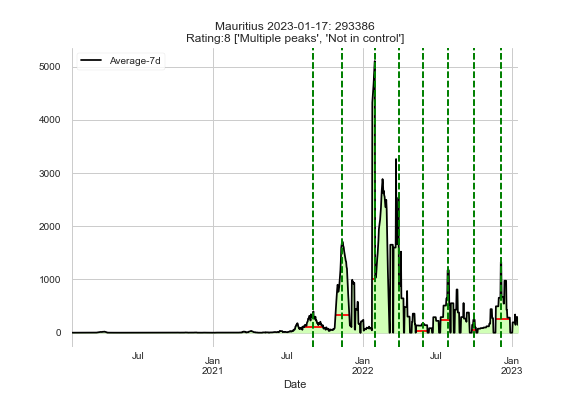 Mauritius 2023-01-17: 293386
Rating:8 ['Multiple peaks', 'Not in control']
Average-7d
5000
4000
3000
2000
1000
0
Jul
Jan
2021
Jul
Jan
2022
Jul
Jan
2023
Date